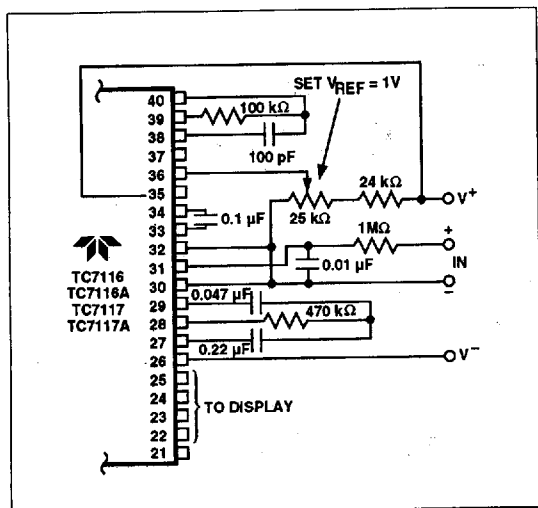 SET VREF = 1V
40
39
100 kΩ
38
100 pF
37
36
24 kΩ
V+
35
25 kΩ
34
0.1 µF
33
32
1MΩ
+
31
0.01 µF
IN
30
–
TC7116
TC7116A
TC7117
TC7117A
29
0.047 µF
28
470 kΩ
27
0.22 µF
26
V–
25
24
TO DISPLAY
23
22
21